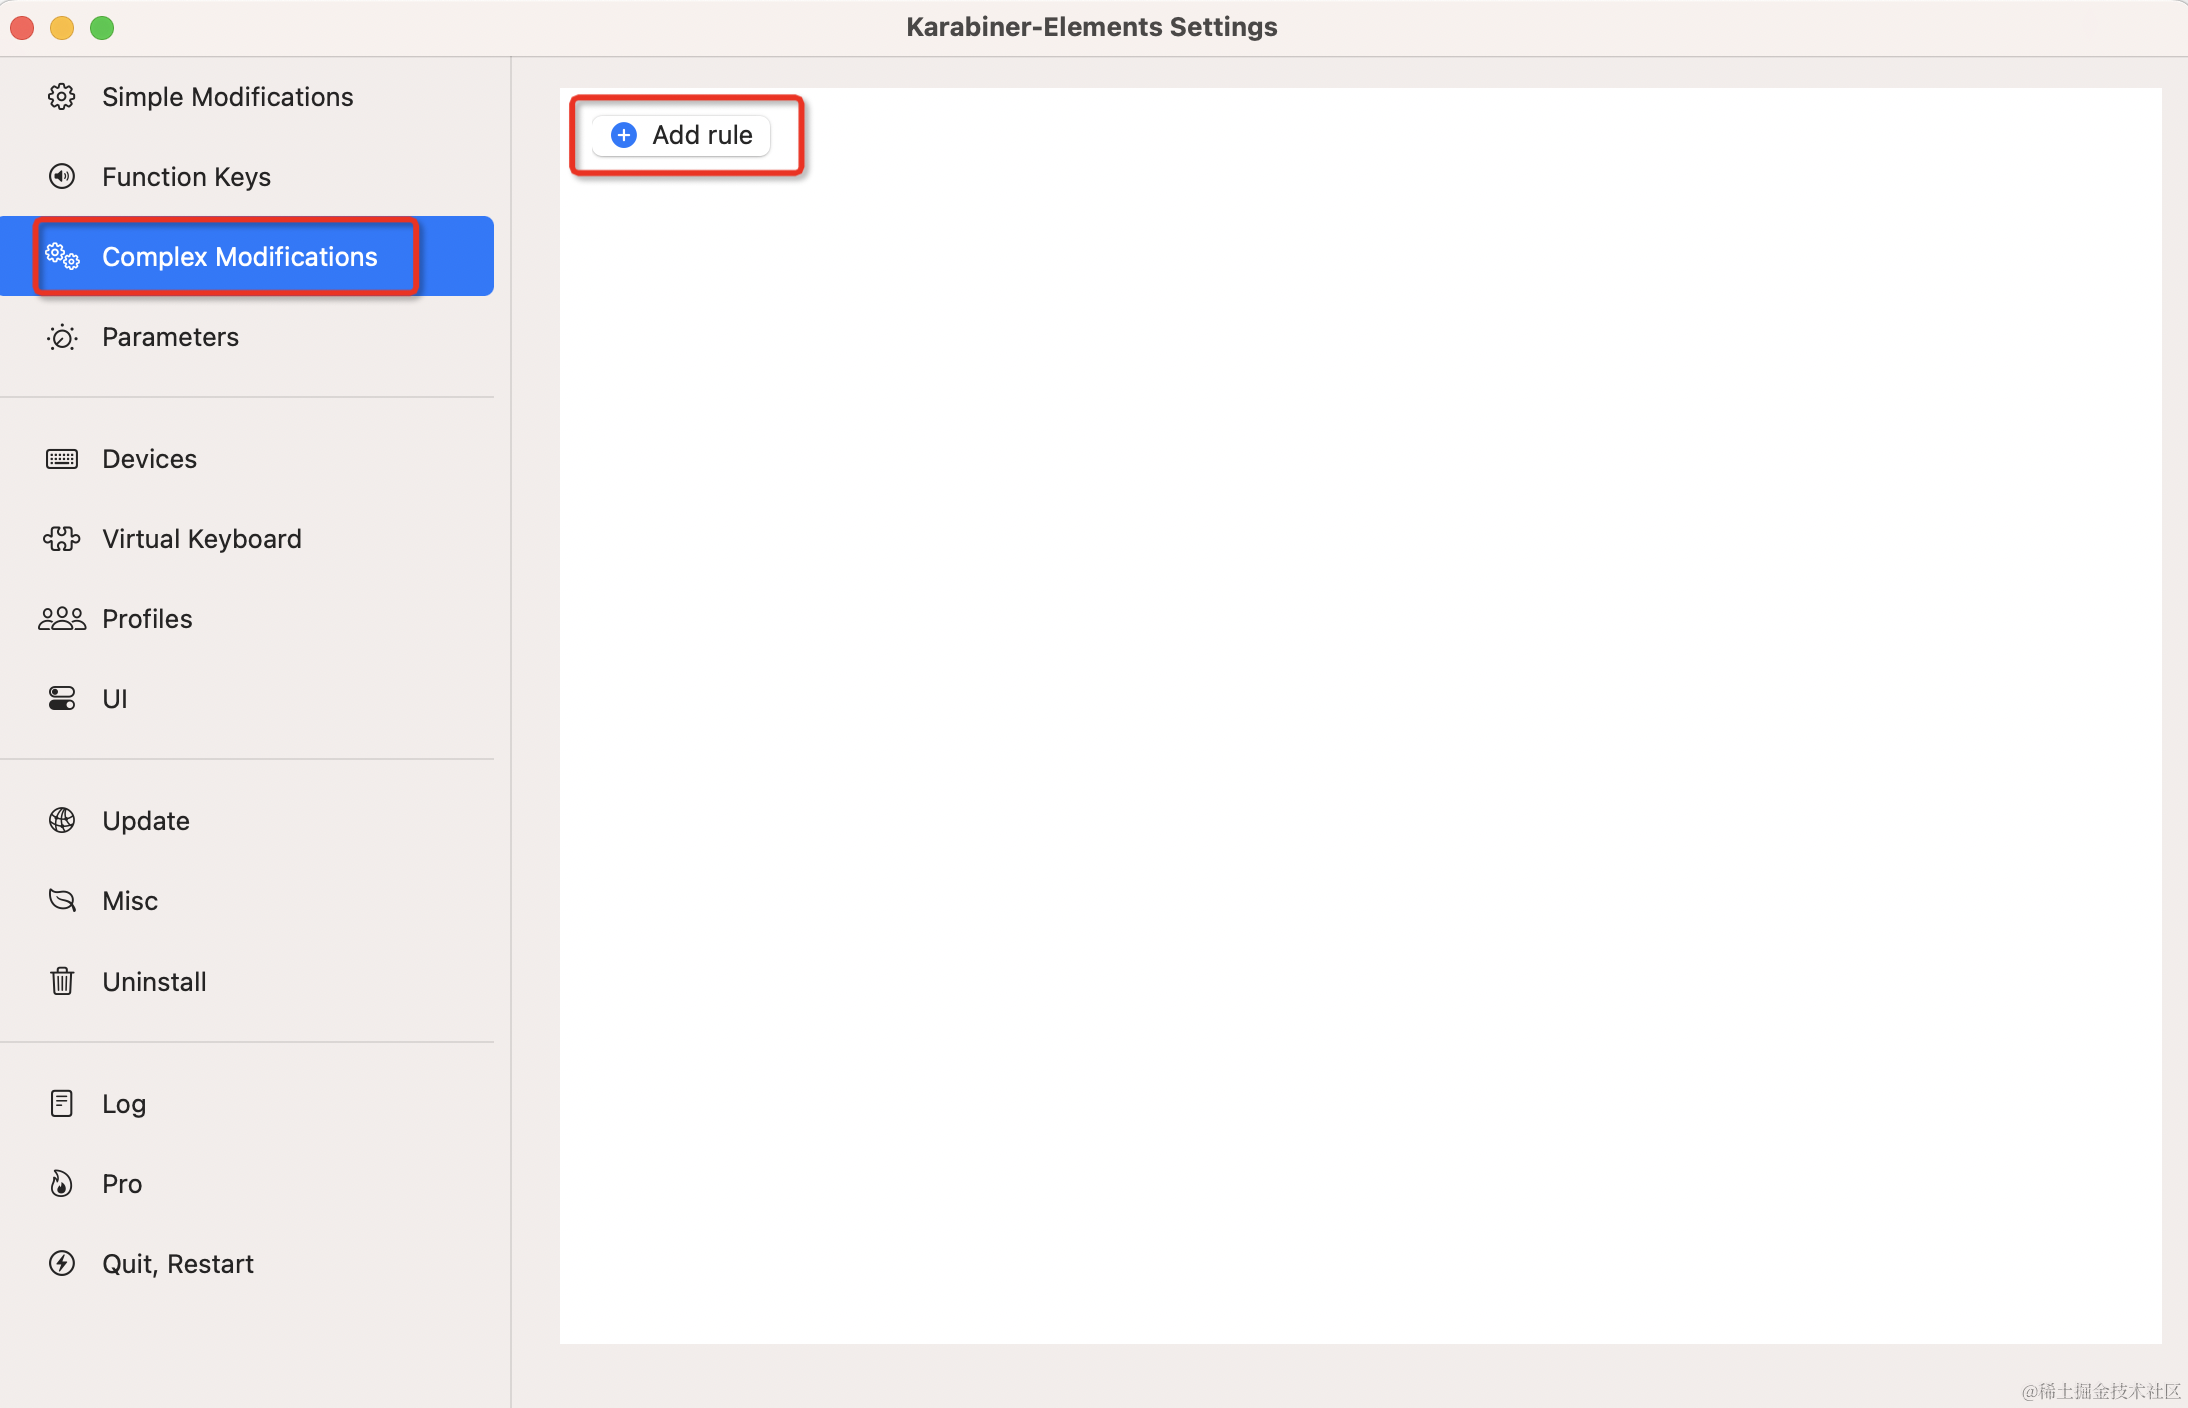 Karabiner-Elements Settings
Simple Modifications
Function Keys
Complex Modifications
Parameters
Devices
Virtual Keyboard
Profiles
UI
Update
Misc
Uninstall
Log
Pro
Quit, Restart
Add rule
@稀土掘金技术社区